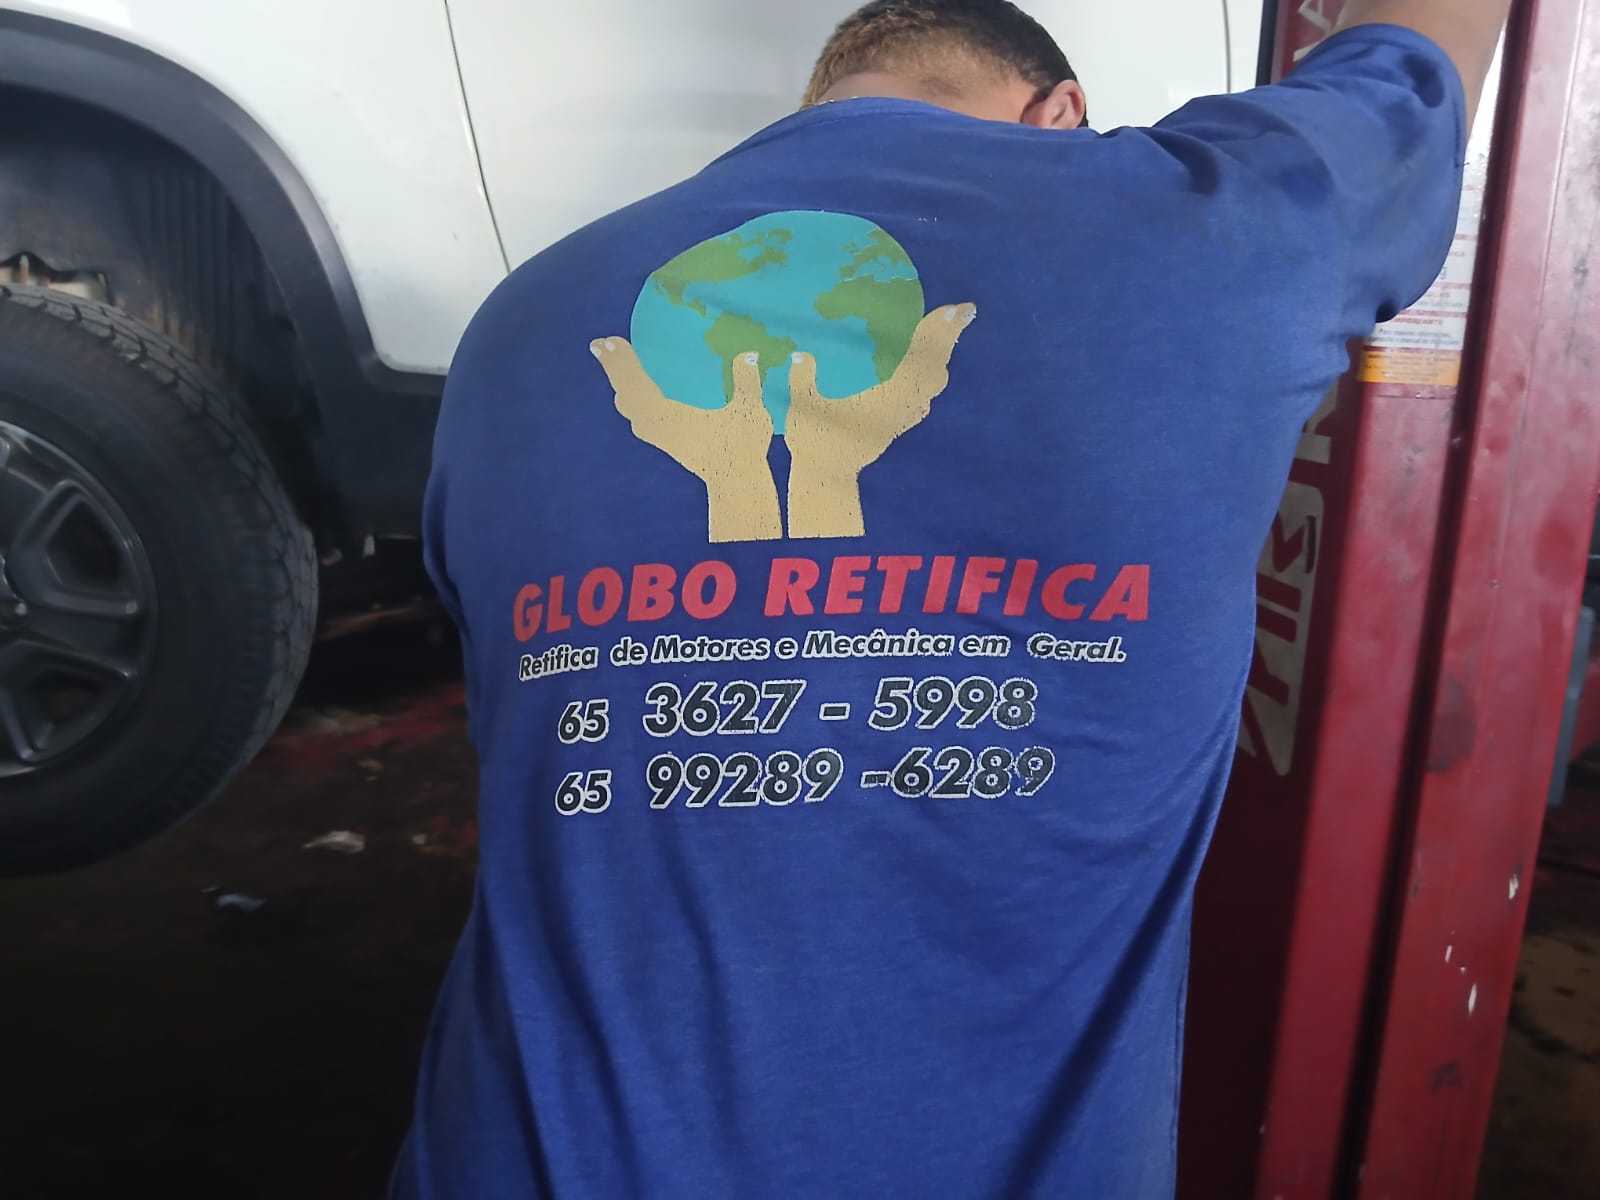 GLOBO RETIFICA
Retifica de Motores e Mecânica em Geral.
65 3627 - 5998
65 99289 - 6289